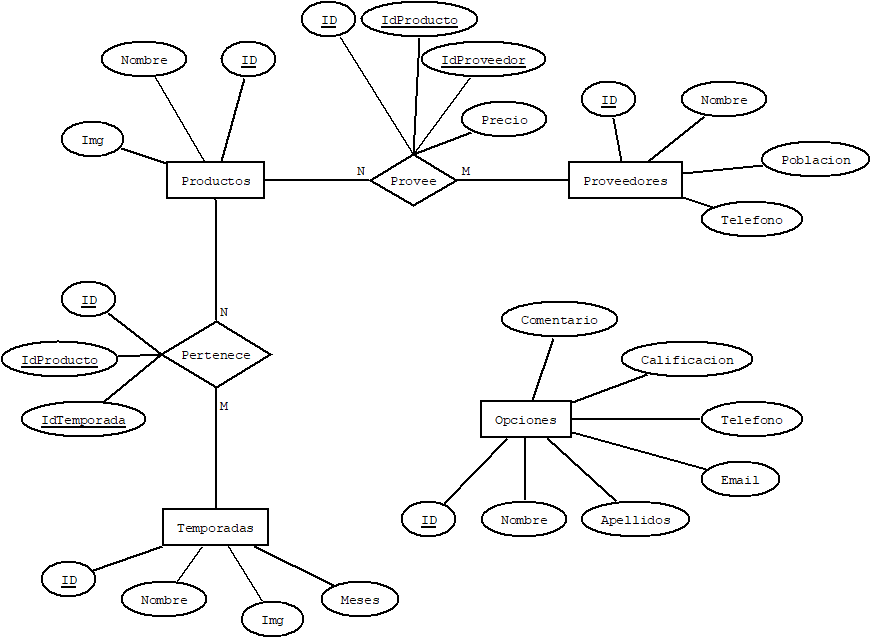 ID
IdProducto
Nombre
ID
IdProveedor
ID
Nombre
Img
Precio
Poblacion
Productos
N
Provee
M
Proveedores
Telefono
ID
N
Comentario
IdProducto
Pertenece
Calificacion
IdTemporada
M
Opciones
Telefono
Email
Temporadas
ID
Nombre
Apellidos
ID
Nombre
Img
Meses